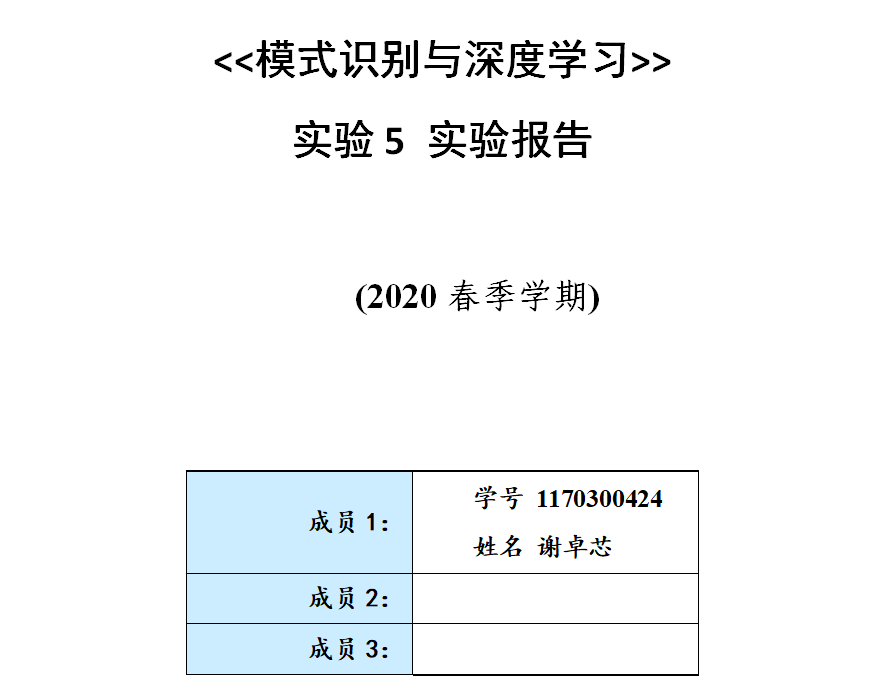 <<模式识别与深度学习>>
实验 5 实验报告
(2020 春季学期)
成员 1：
学号 1170300424
姓名 谢卓芯
成员 2：
成员 3：